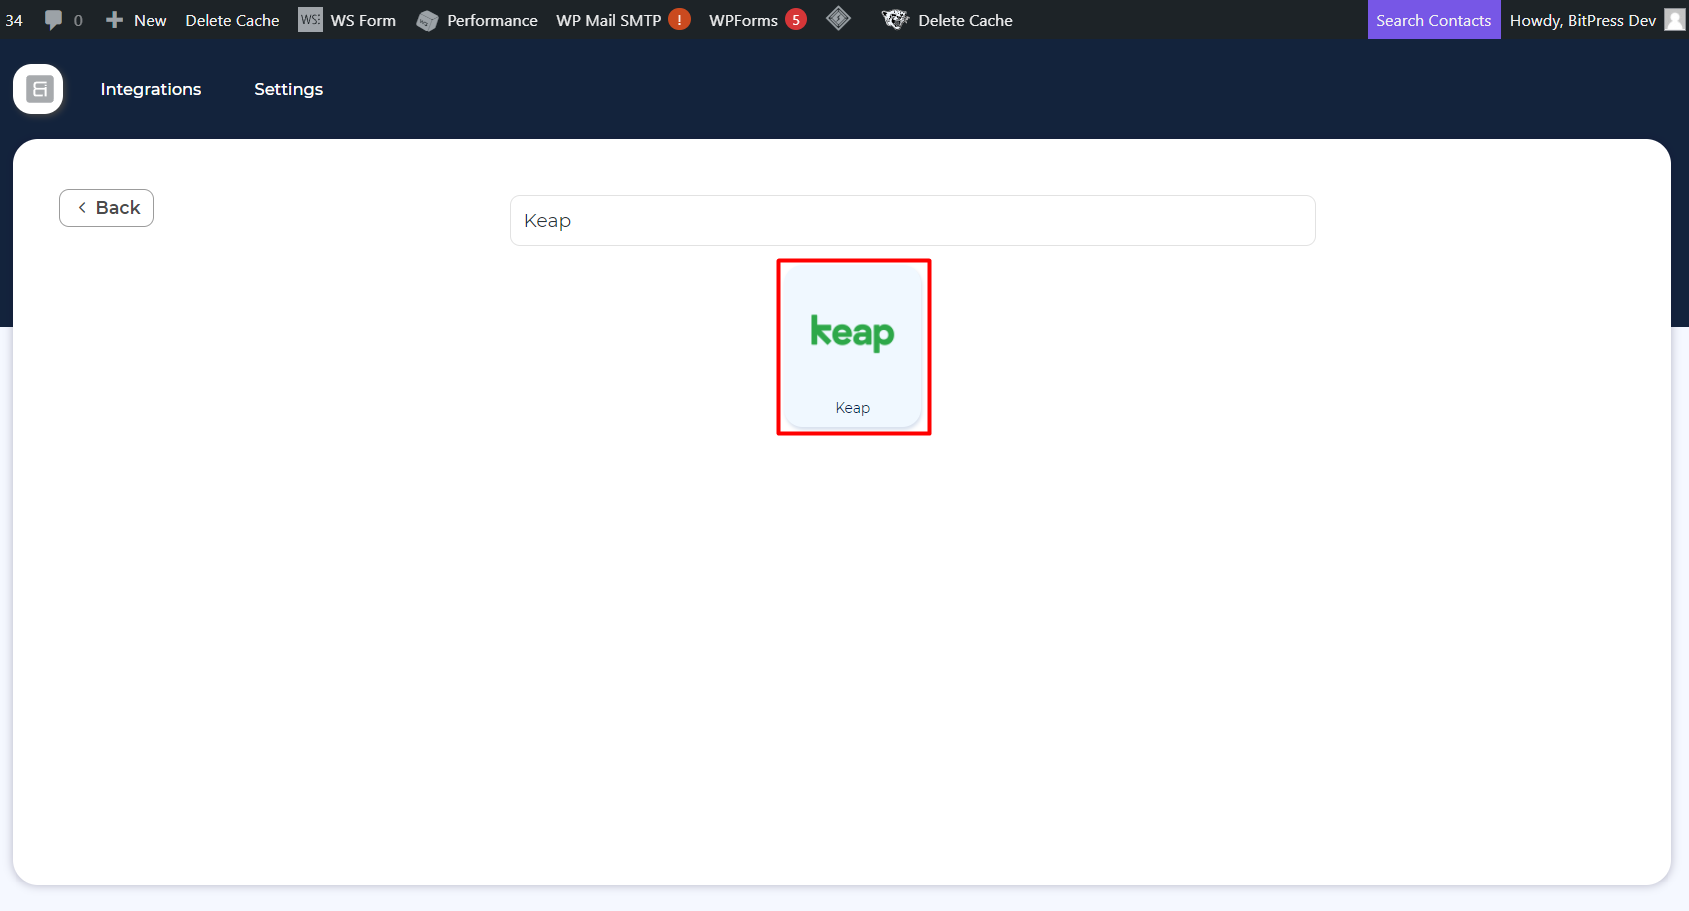 34 0 New Delete Cache WS Form Performance WP Mail SMTP ! WPForms 5 Delete Cache Search Contacts Howdy, BitPress Dev
Integrations Settings
Back
Keap
keap
Keap